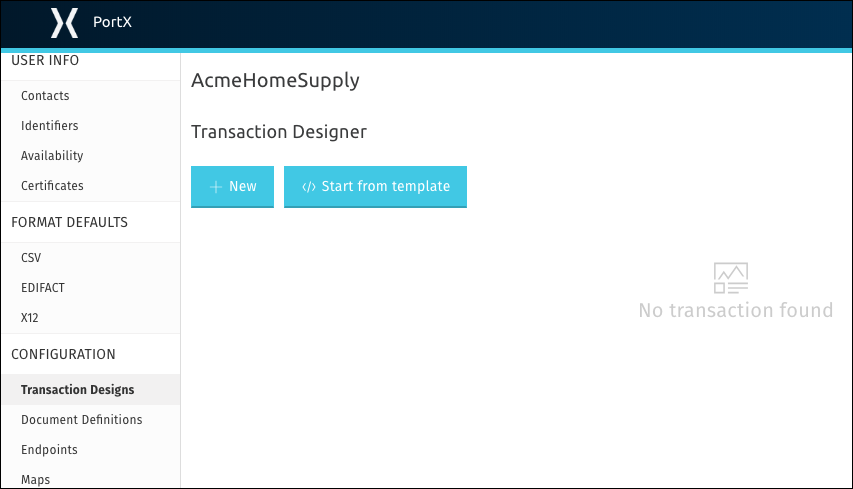 PortX
USER INFO
Contacts
Identifiers
Availability
Certificates
FORMAT DEFAULTS
CSV
EDIFACT
X12
CONFIGURATION
Transaction Designs
Document Definitions
Endpoints
Maps
AcmeHomeSupply
Transaction Designer
New
</> Start from template
No transaction found